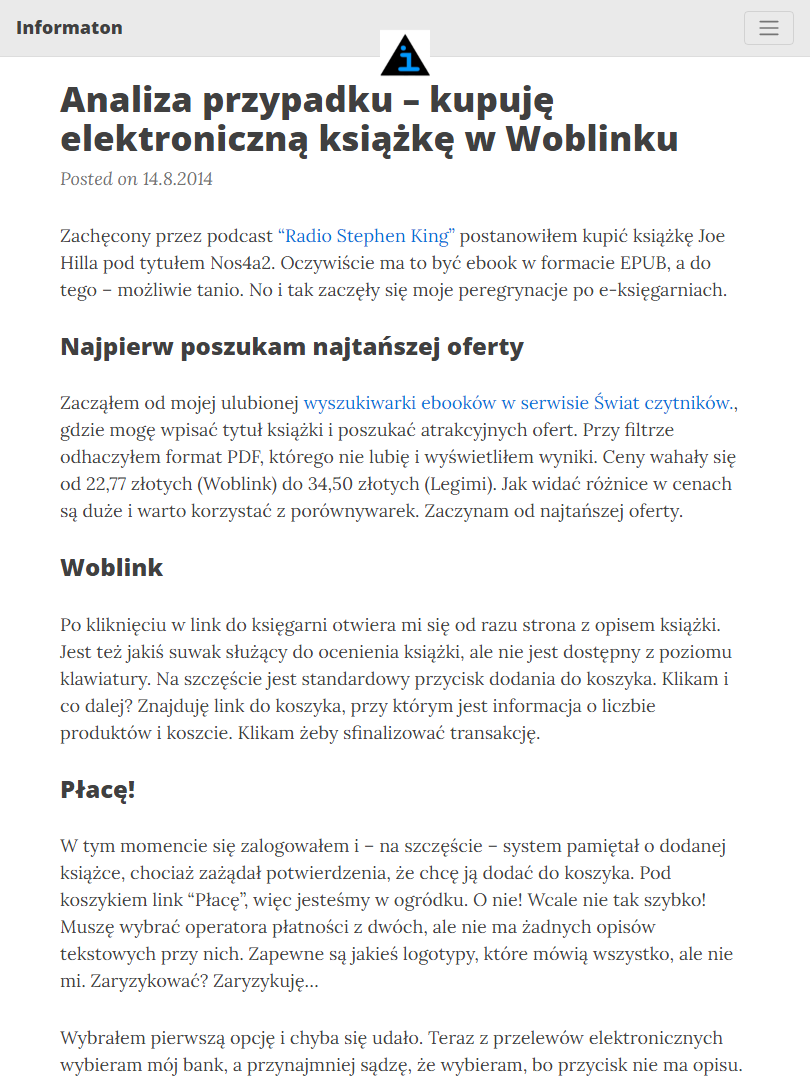 Informaton
i
Analiza przypadku – kupuję
elektroniczną książkę w Woblinku
Posted on 14.8.2014
Zachęcony przez podcast “Radio Stephen King” postanowiłem kupić książkę Joe
Hilla pod tytułem Nos4a2. Oczywiście ma to być ebook w formacie EPUB, a do
tego – możliwie tanio. No i tak zaczęły się moje peregrynacje po e-księgarniach.
Najpierw poszukam najtańszej oferty
Zacząłem od mojej ulubionej wyszukiwarki ebooków w serwisie Świat czytników.,
gdzie mogę wpisać tytuł książki i poszukać atrakcyjnych ofert. Przy filtrze
odhaczyłem format PDF, którego nie lubię i wyświetliłem wyniki. Ceny wahały się
od 22,77 złotych (Woblink) do 34,50 złotych (Legimi). Jak widać różnice w cenach
są duże i warto korzystać z porównywarek. Zaczynam od najtańszej oferty.
Woblink
Po kliknięciu w link do księgarni otwiera mi się od razu strona z opisem książki.
Jest też jakiś suwak służący do ocenienia książki, ale nie jest dostępny z poziomu
klawiatury. Na szczęście jest standardowy przycisk dodania do koszyka. Klikam i
co dalej? Znajduję link do koszyka, przy którym jest informacja o liczbie
produktów i koszcie. Klikam żeby sfinalizować transakcję.
Płacę!
W tym momencie się zalogowałem i – na szczęście – system pamiętał o dodanej
książce, chociaż zażądał potwierdzenia, że chcę ją dodać do koszyka. Pod
koszykiem link “Płacę”, więc jesteśmy w ogródku. O nie! Wcale nie tak szybko!
Muszę wybrać operatora płatności z dwóch, ale nie ma żadnych opisów
tekstowych przy nich. Zapewne są jakieś logotypy, które mówią wszystko, ale nie
mi. Zaryzykować? Zaryzykuję…
Wybrałem pierwszą opcję i chyba się udało. Teraz z przelewów elektronicznych
wybieram mój bank, a przynajmniej sądzę, że wybieram, bo przycisk nie ma opisu.